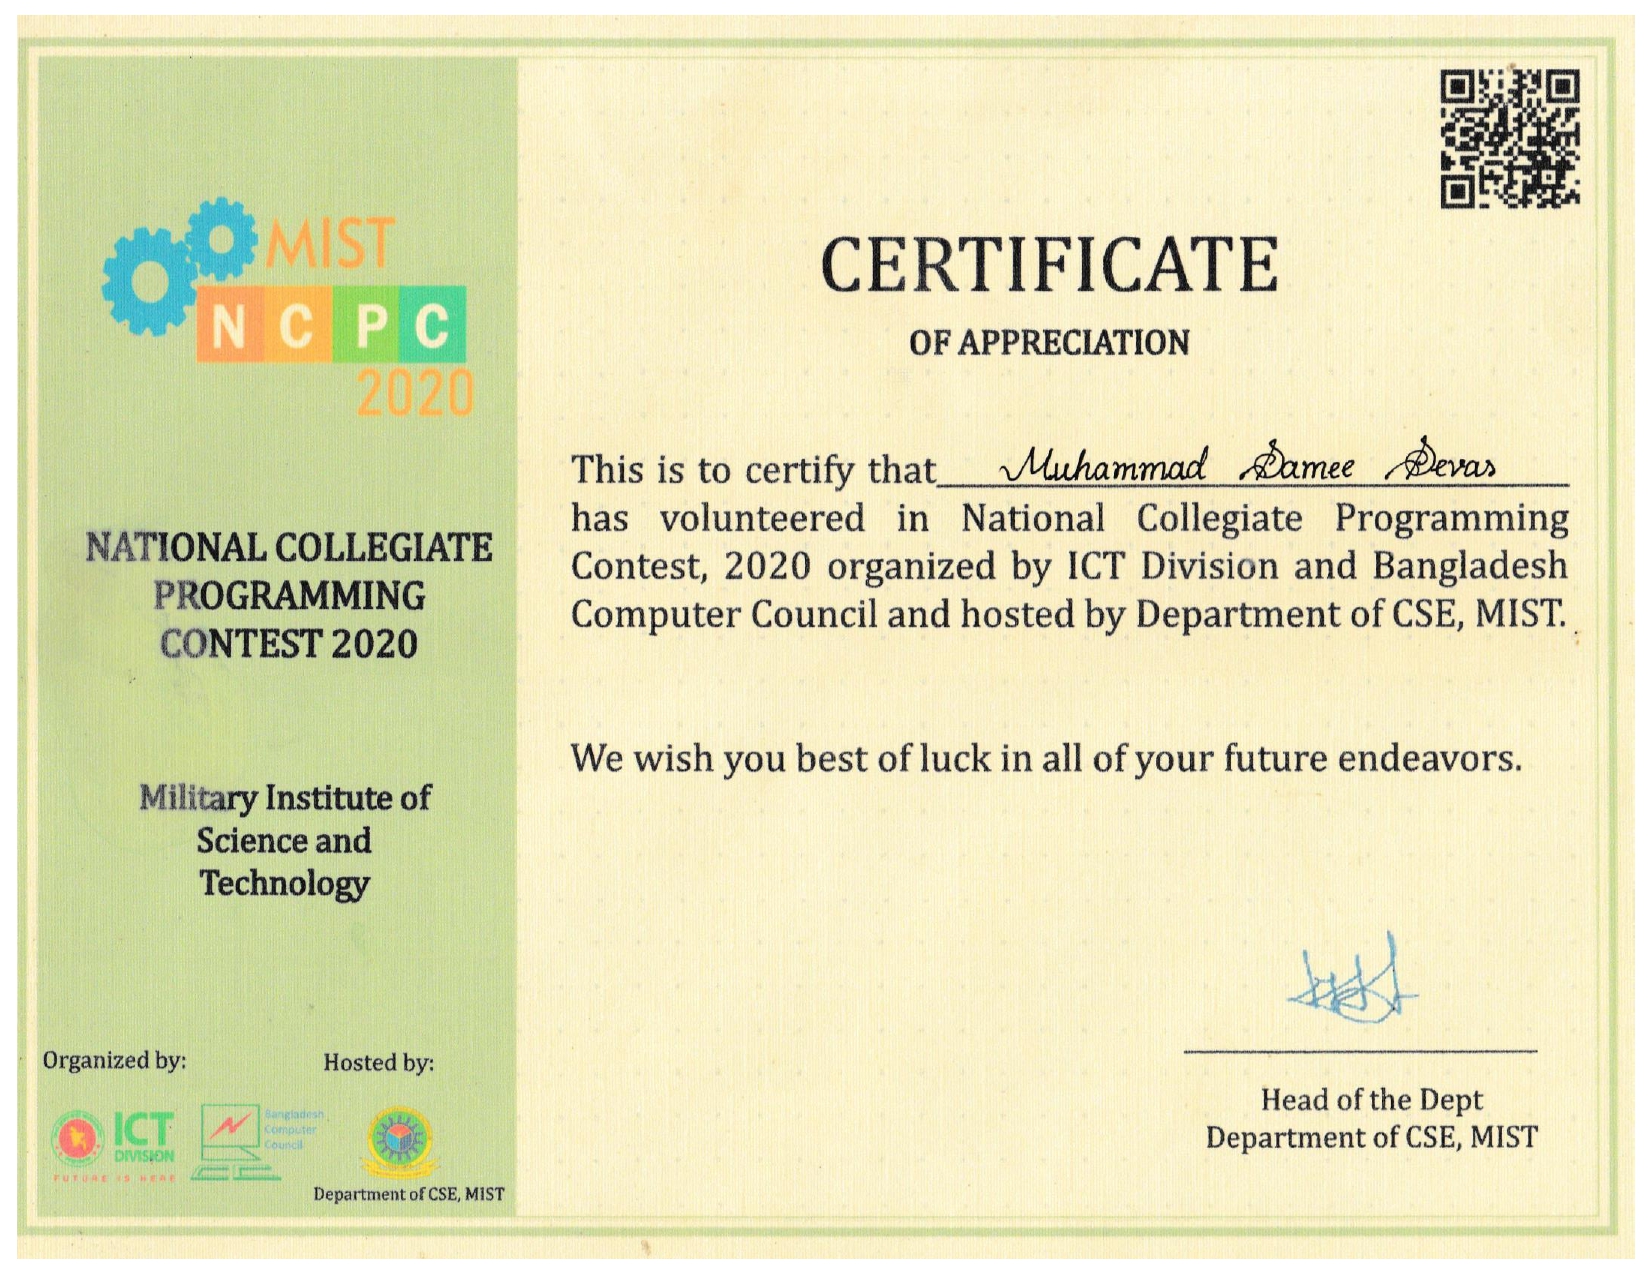 MIST
NCPC
2020
NATIONAL COLLEGIATE
PROGRAMMING
CONTEST 2020
Military Institute of
Science and
Technology
Organized by:
ICT
DIVISION
FUTURE IS HERE
Bangladesh
Computer
Council
Hosted by:
Department of CSE, MIST
CERTIFICATE
OF APPRECIATION
This is to certify that Muhammad Samee Sevas
has volunteered in National Collegiate Programming
Contest, 2020 organized by ICT Division and Bangladesh
Computer Council and hosted by Department of CSE, MIST.
We wish you best of luck in all of your future endeavors.
Head of the Dept
Department of CSE, MIST